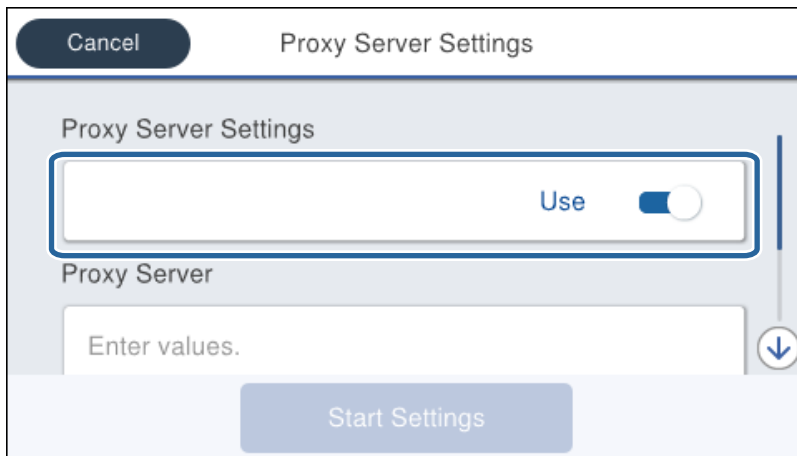 Cancel Proxy Server Settings
Proxy Server Settings
Use
Proxy Server
Enter values.
Start Settings